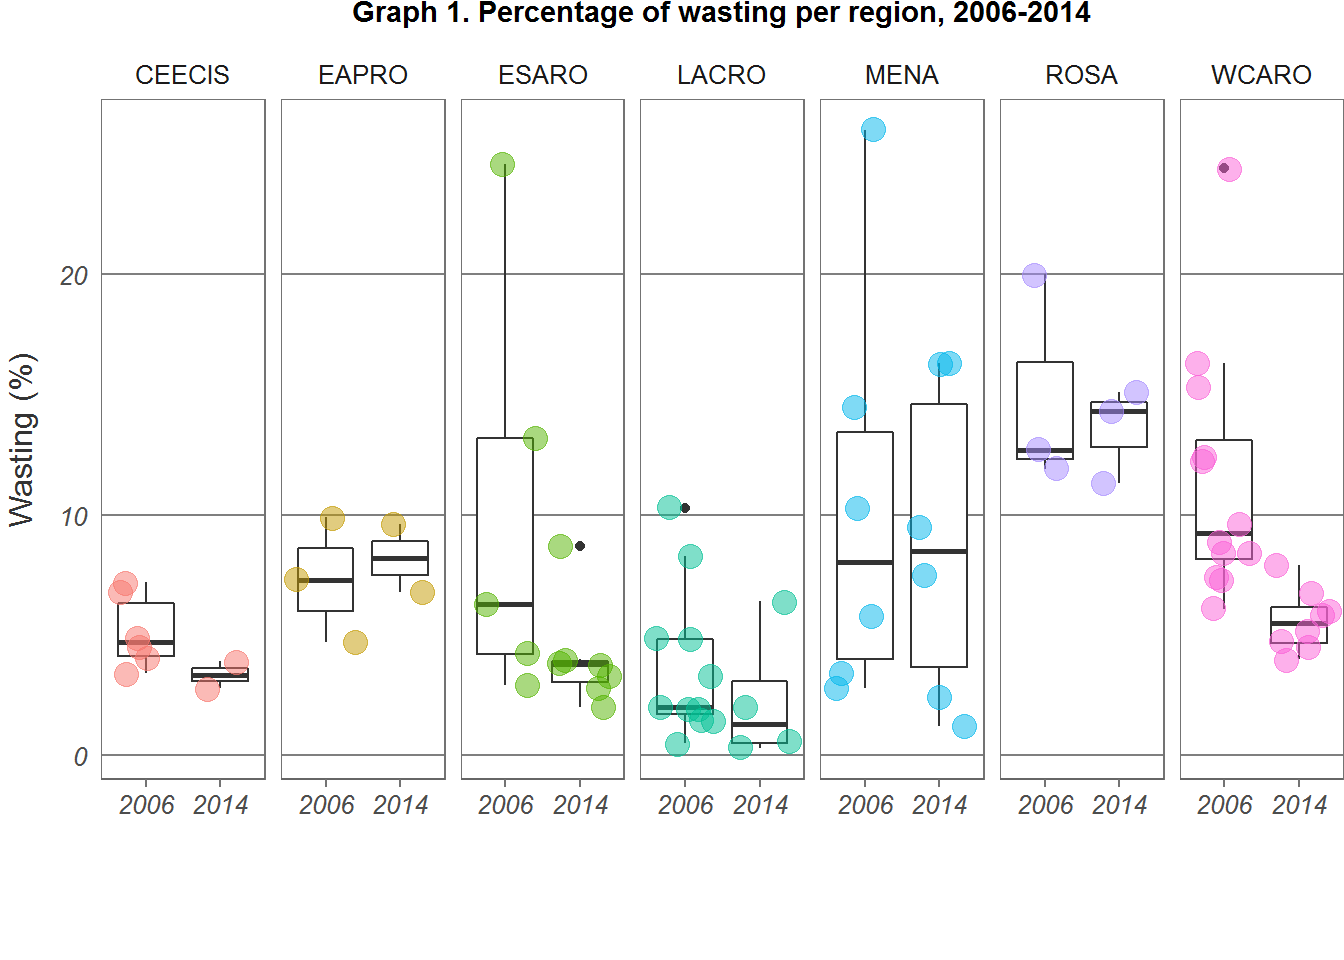 Graph 1. Percentage of wasting per region, 2006-2014
CEECIS EAPRO ESARO LACRO MENA ROSA WCARO
Wasting (%)
20
10
0
2006 2014 2006 2014 2006 2014 2006 2014 2006 2014 2006 2014 2006 2014